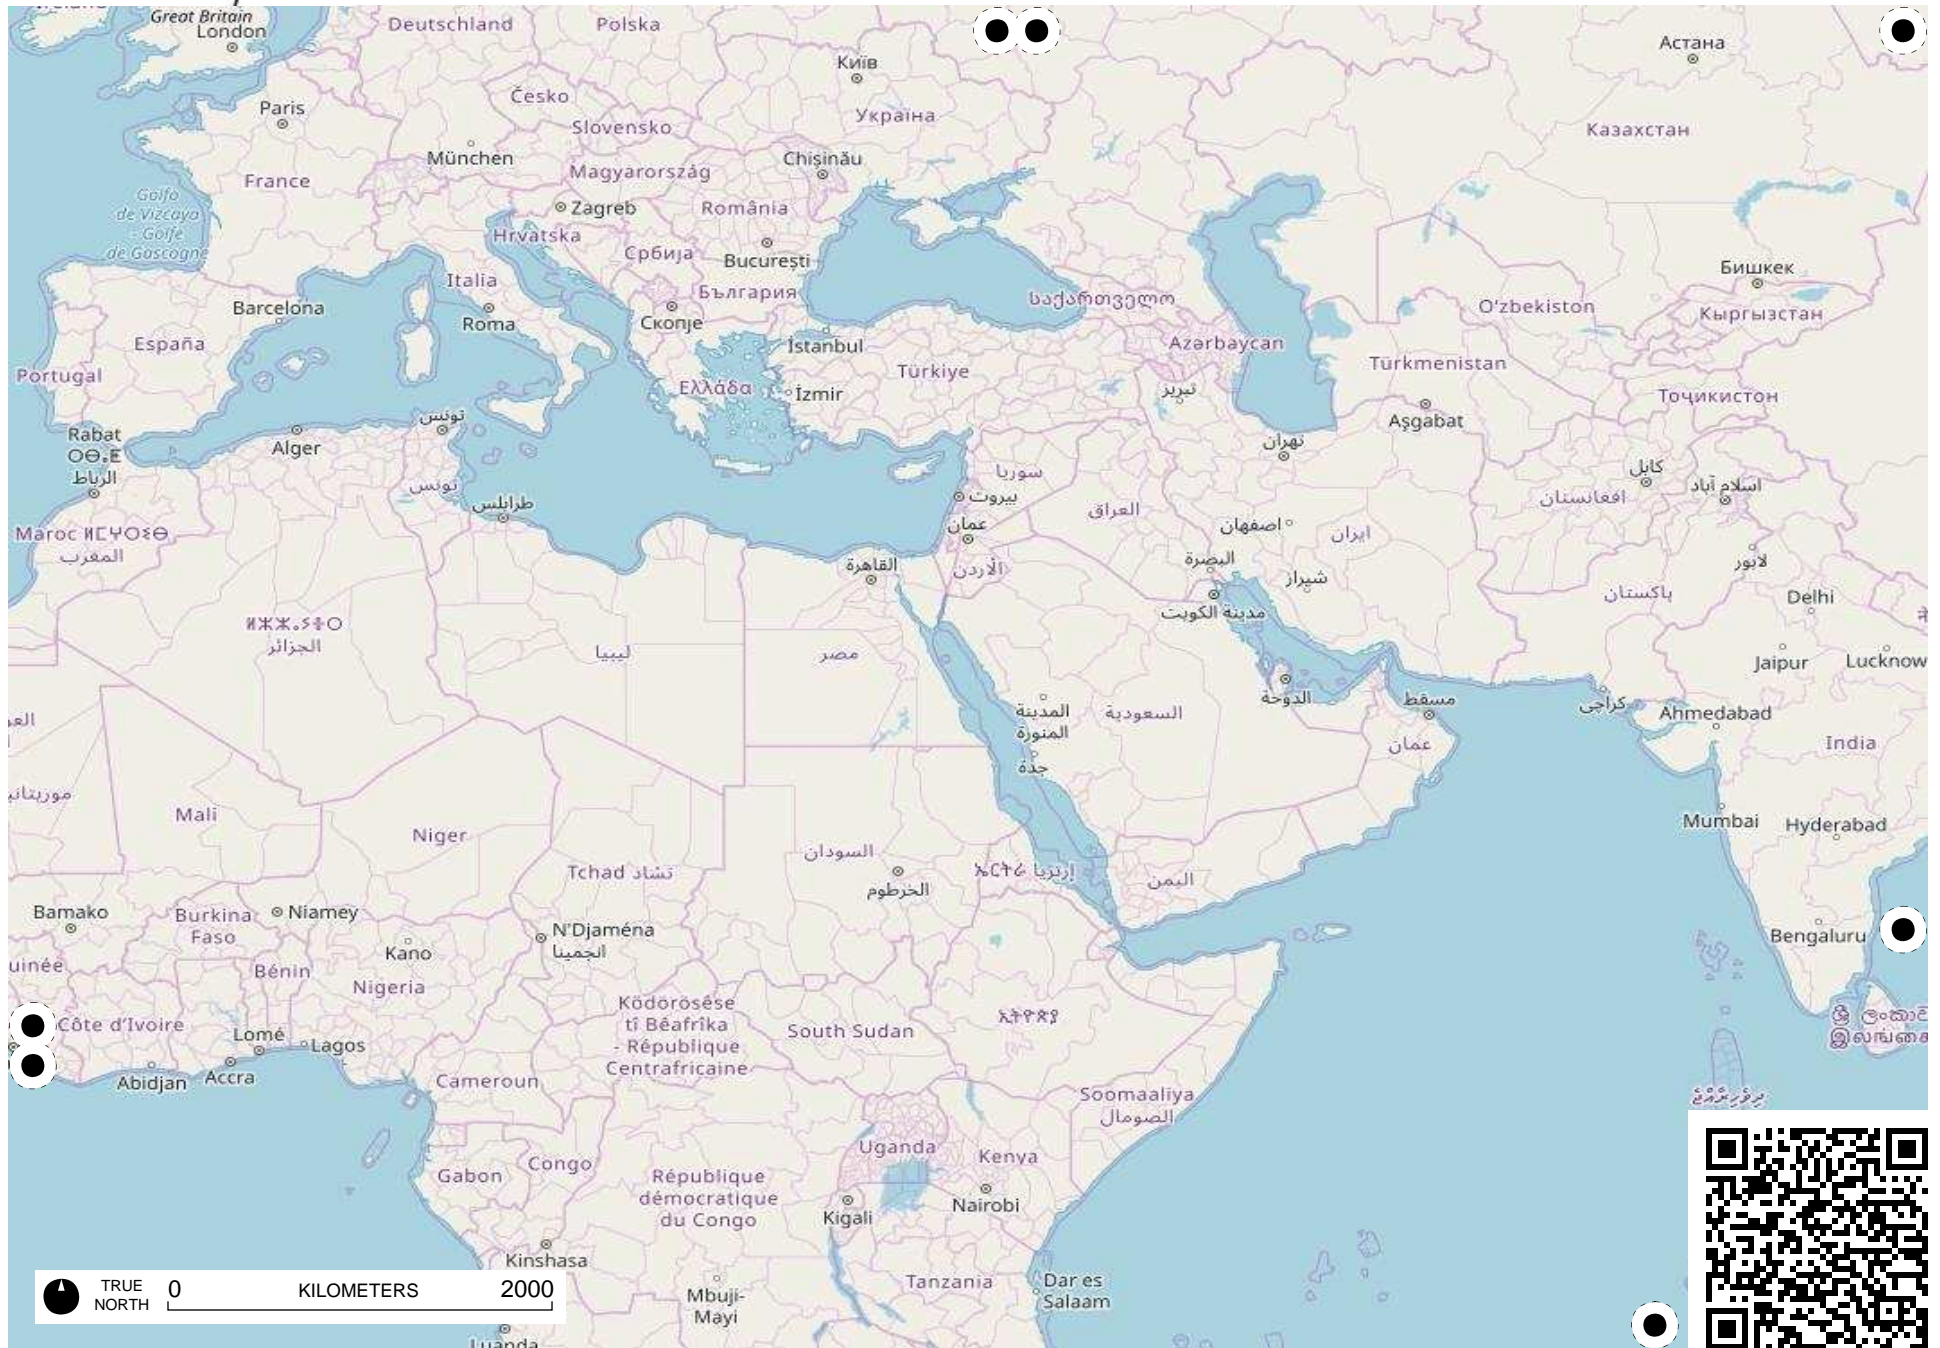 Great Britain
London
Deutschland
Polska
Київ
Астана
Paris
Česko
Україна
Slovensko
Казахстан
München
Magyarország
Chișinău
France
Golfo
de Vizcaya
- Golfe
de Gascogne
Zagreb
România
Hrvatska
Србија
București
Бишкек
Italia
България
საქართველო
Barcelona
Roma
Скопје
O'zbekiston
Кыргызстан
España
İstanbul
Azərbaycan
Türkiye
Türkmenistan
Portugal
Ελλάδα
İzmir
تبریز
Тоҷикистон
تونس
Aşgabat
Rabat
ⵔⴱⴰⵟ
الرباط
Alger
تهران
سوريا
کابل
تونس
بيروت
اسلام آباد
افغانستان
طرابلس
العراق
عمان
اصفهان
ایران
Maroc ⵍⵎⵖⵔⵉⴱ
المغرب
القاهرة
الأردن
البصرة
شیراز
لاہور
پاکستان
Delhi
مدينة الكويت
ⵍⵣⵣⴰⵢⵔ
الجزائر
ليبيا
مصر
Jaipur
Lucknow
الدوحة
مسقط
کراچی
المدينة
المنورة
السعودية
Ahmedabad
عمان
India
جدة
Mali
Niger
Mumbai
Hyderabad
السودان
Tchad تشاد
ኤርትራ إرتريا
اليمن
الخرطوم
Bamako
Burkina
Faso
Niamey
N'Djaména
انجمينا
Kano
Bengaluru
uinée
Bénin
Nigeria
Ködörösêse
tî Bêafrîka
- République
Centrafricaine
South Sudan
ኢትዮጵያ
Côte d'Ivoire
Lomé
Lagos
Abidjan
Accra
Cameroun
Soomaaliya
الصومال
ދިވެހިރާއްޖެ
Uganda
Kenya
Gabon
Congo
République
démocratique
du Congo
Kigali
Nairobi
Kinshasa
Tanzania
Dar es
Salaam
Mbuji-
Mayi
TRUE
NORTH
0 KILOMETERS 2000
Luanda